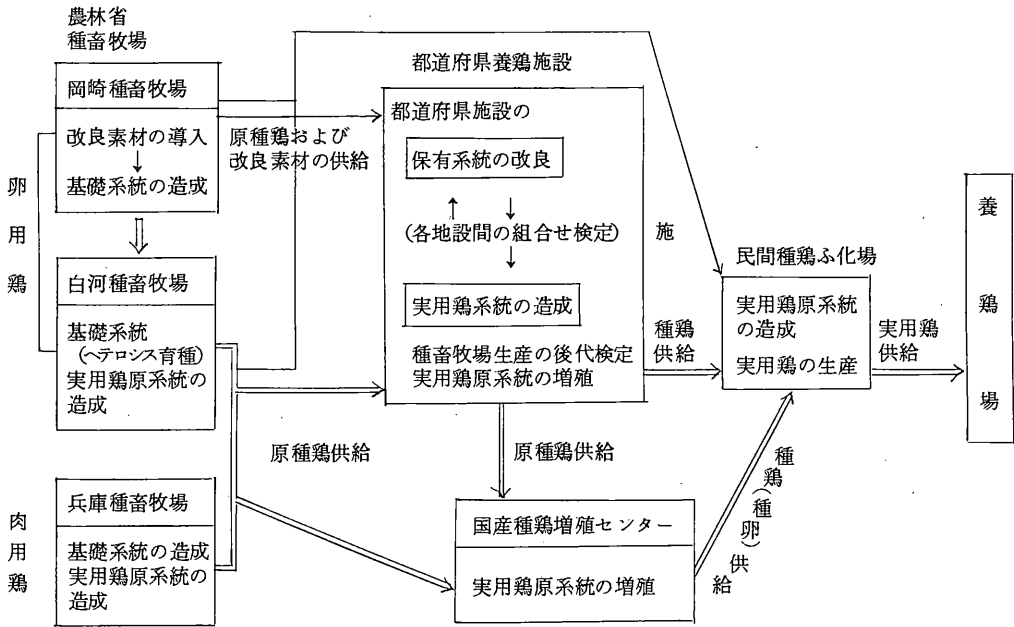 農林省
種畜牧場
岡崎種畜牧場
改良素材の導入
↓
基礎系統の造成
卵用鶏
白河種畜牧場
基礎系統
(ヘテロシス育種)
実用鶏原系統の
造成
肉用鶏
兵庫種畜牧場
基礎系統の造成
実用鶏原系統の
造成
原種鶏および
改良素材の供給
都道府県養鶏施設
都道府県施設の
保有系統の改良
↑ ↓
(各地設間の組合せ検定)
↓
実用鶏系統の造成
種畜牧場生産の後代検定
実用鶏原系統の増殖
施
原種鶏供給
原種鶏供給
国産種鶏増殖センター
実用鶏原系統の増殖
種鶏
供給
種鶏(種卵)供給
民間種鶏ふ化場
実用鶏原系統
の造成
実用鶏の生産
実用鶏
供給
養鶏場